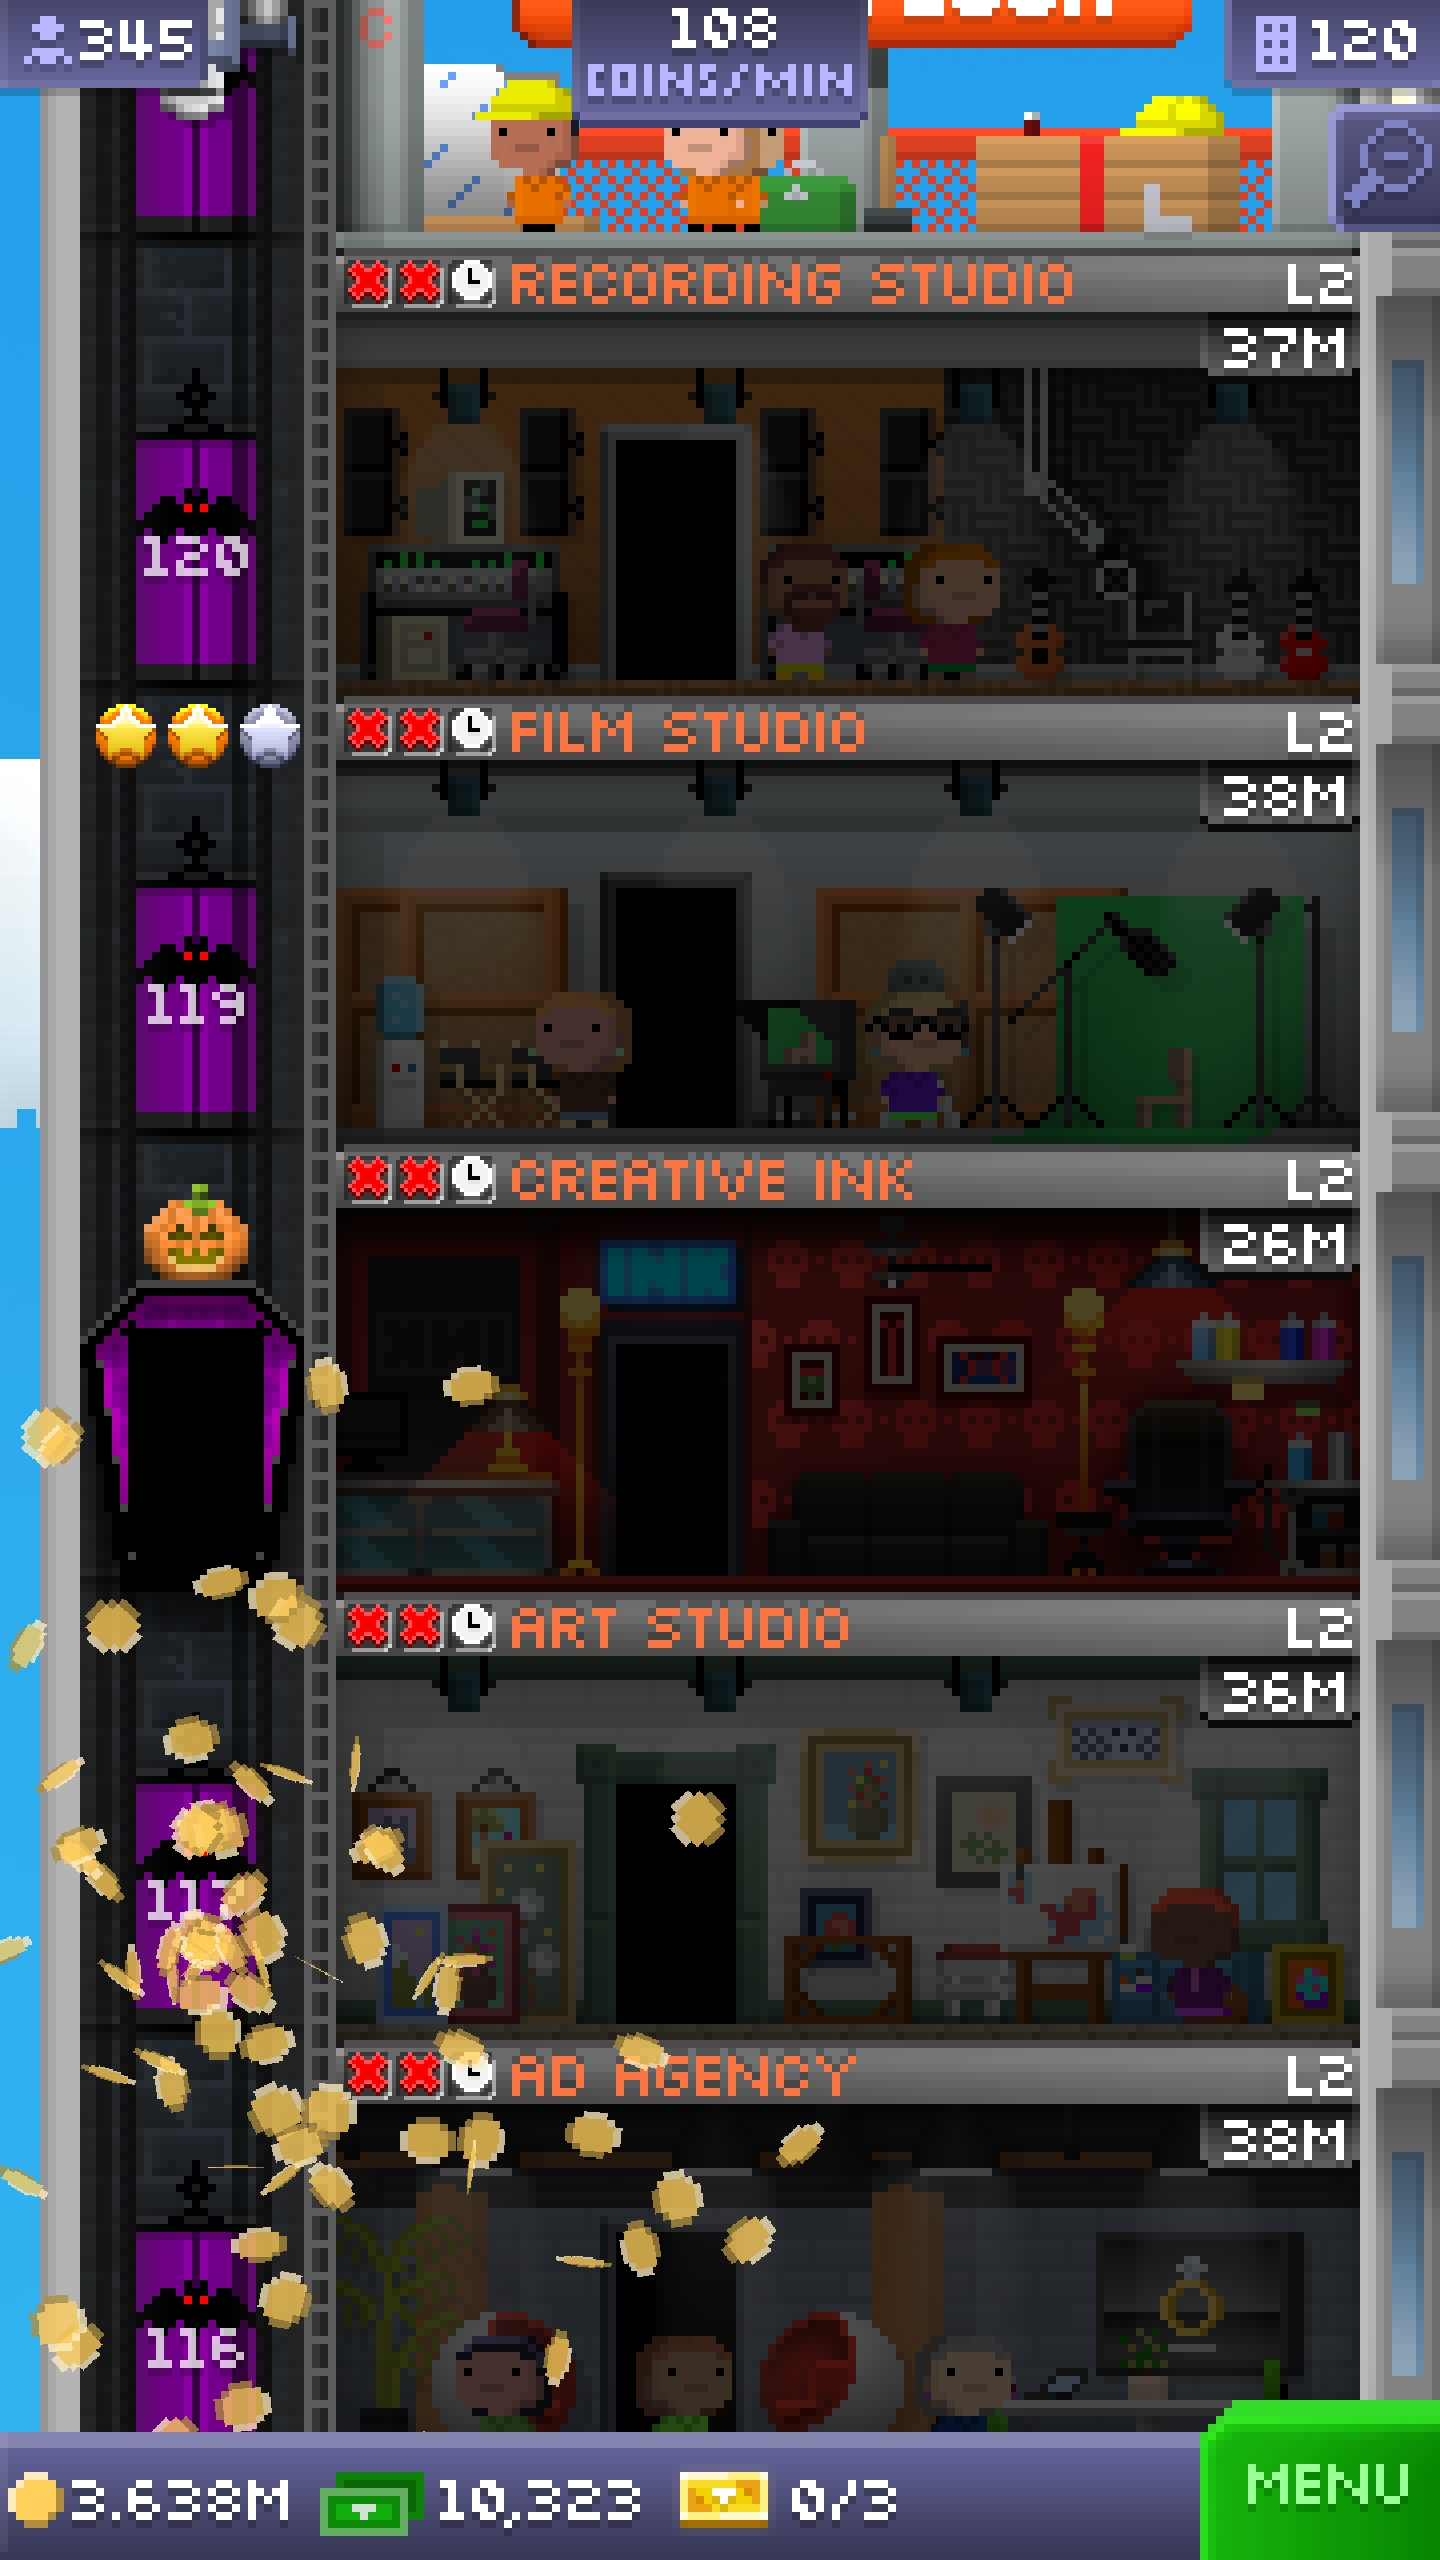 345
108
COINS/MIN
120
C
RECORDING STUDIO
L2
37M
120
FILM STUDIO
L2
38M
119
CREATIVE INK
L2
26M
INK
ART STUDIO
L2
36M
117
AD AGENCY
L2
38M
116
3.638M
10,323
0/3
MENU